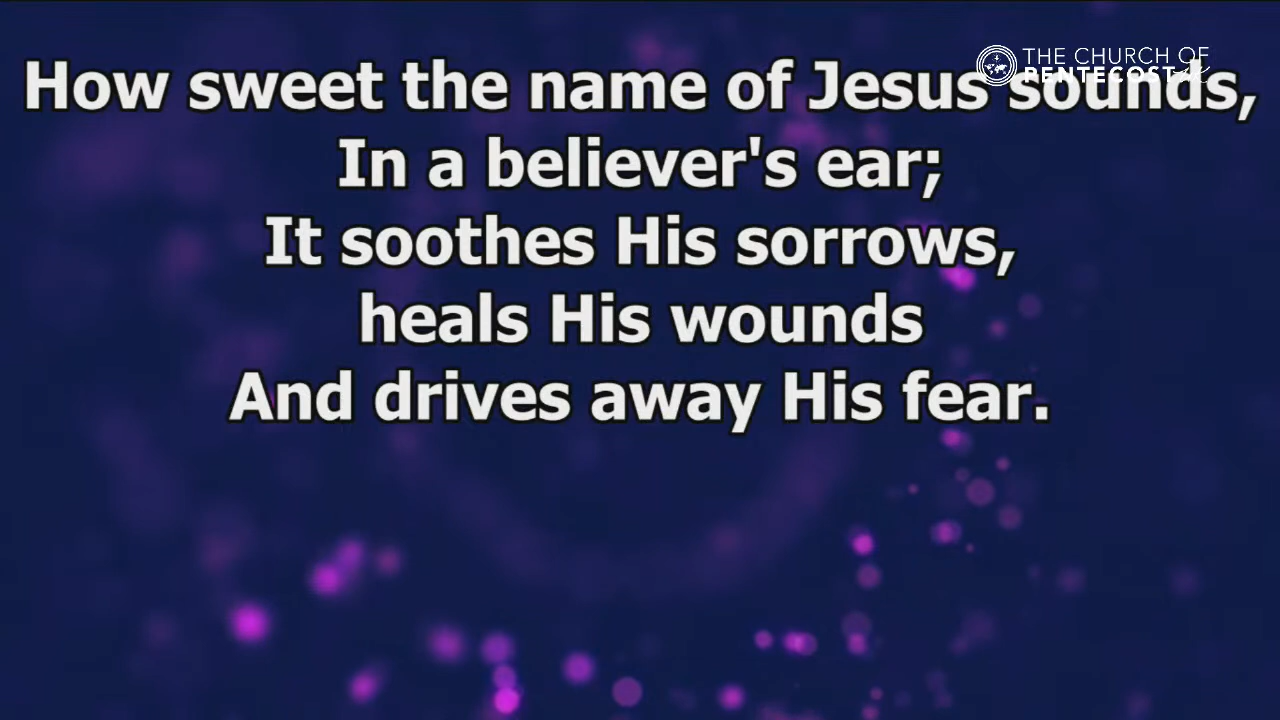 THE CHURCH OF
PENTECOST
How sweet the name of Jesus sounds,
In a believer's ear;
It soothes His sorrows,
heals His wounds
And drives away His fear.